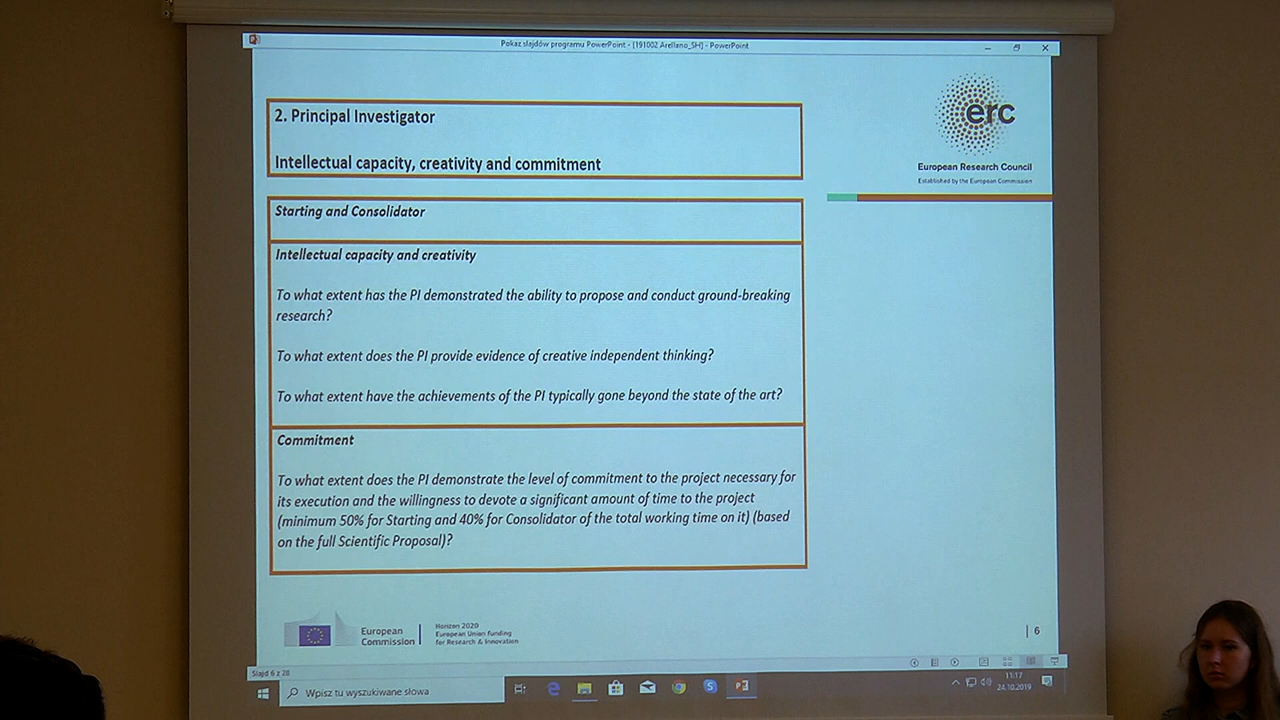 Pokaz slajdów programu PowerPoint - [191002 Arellano_SH] - PowerPoint
2. Principal Investigator
Intellectual capacity, creativity and commitment
erc
European Research Council
Established by the European Commission
Starting and Consolidator
Intellectual capacity and creativity
To what extent has the PI demonstrated the ability to propose and conduct ground-breaking
research?
To what extent does the PI provide evidence of creative independent thinking?
To what extent have the achievements of the PI typically gone beyond the state of the art?
Commitment
To what extent does the PI demonstrate the level of commitment to the project necessary for
its execution and the willingness to devote a significant amount of time to the project
(minimum 50% for Starting and 40% for Consolidator of the total working time on it) (based
on the full Scientific Proposal)?
European
Commission
Horizon 2020
European Union funding
for Research & Innovation
| 6
Slajd 6 z 28
Wpisz tu wyszukiwane słowa
11:17
24.10.2019